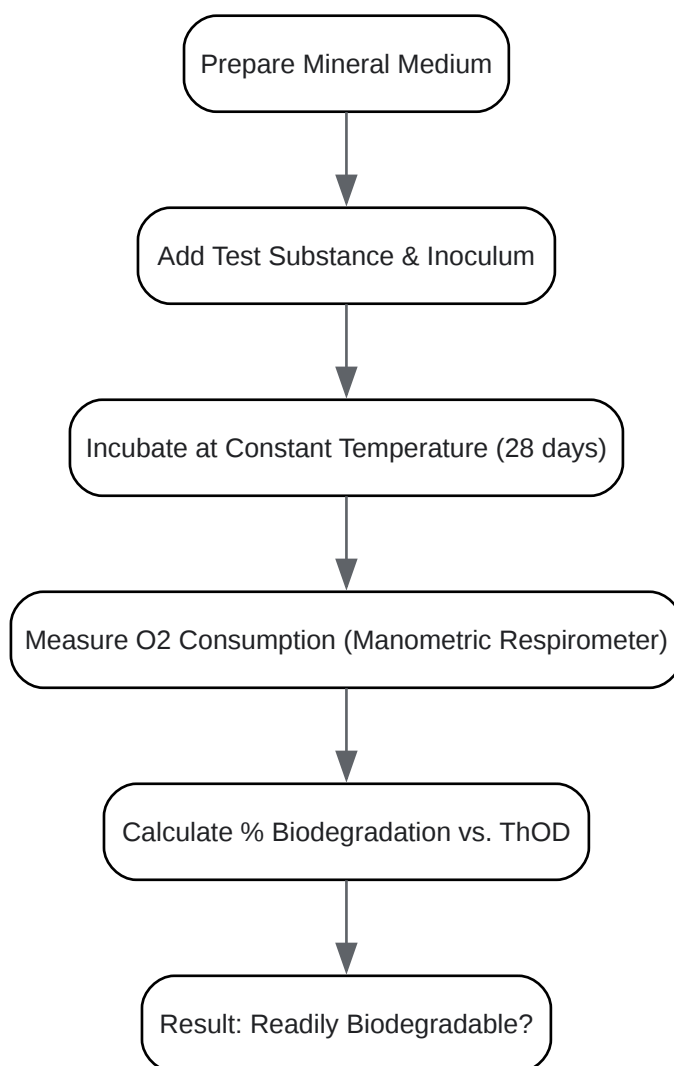 Prepare Mineral Medium
Add Test Substance & Inoculum
Incubate at Constant Temperature (28 days)
Measure O2 Consumption (Manometric Respirometer)
Calculate % Biodegradation vs. ThOD
Result: Readily Biodegradable?